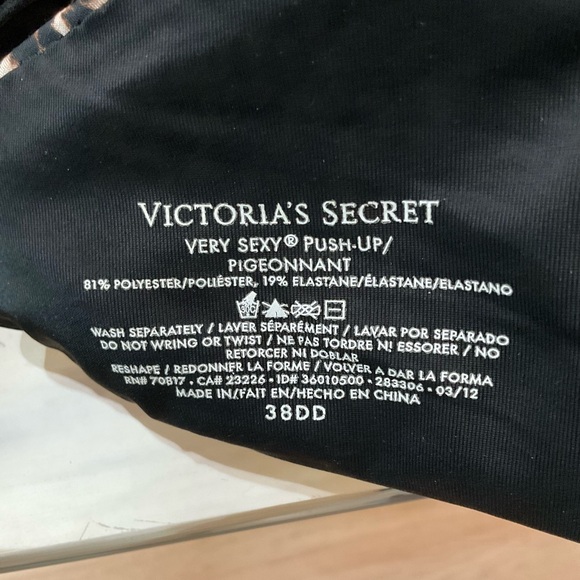 VICTORIA'S SECRET
VERY SEXY® PUSH-UP/
PIGEONNANT
81% POLYESTER/POLIÉSTER, 19% ELASTANE/ÉLASTANE/ELASTANO
WASH SEPARATELY / LAVER SÉPARÉMENT / LAVAR POR SEPARADO
DO NOT WRING OR TWIST / NE PAS TORDRE NI ESSORER / NO
RETORCER NI DOBLAR
RESHAPE / REDONNER LA FORME / VOLVER A DAR LA FORMA
RN# 70817 • CA# 23226 • ID# 36010500 • 283306 • 03/12
MADE IN/FAIT EN/HECHO EN CHINA
38DD